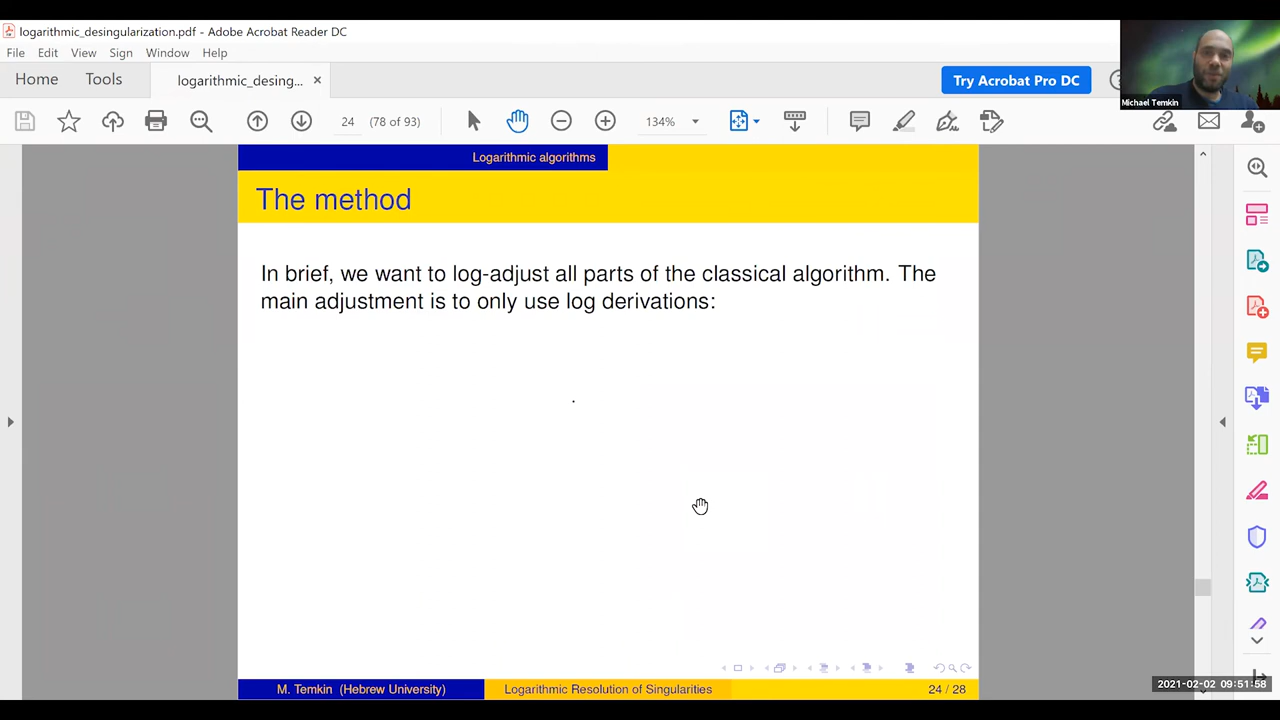 logarithmic_desingularization.pdf - Adobe Acrobat Reader DC
File Edit View Sign Window Help
Home Tools logarithmic_desing... × Try Acrobat Pro DC
24 (78 of 93) 134%
Michael Temkin
Logarithmic algorithms
The method
In brief, we want to log-adjust all parts of the classical algorithm. The
main adjustment is to only use log derivations:
M. Temkin (Hebrew University) Logarithmic Resolution of Singularities 24 / 28
2021-02-02 09:51:58